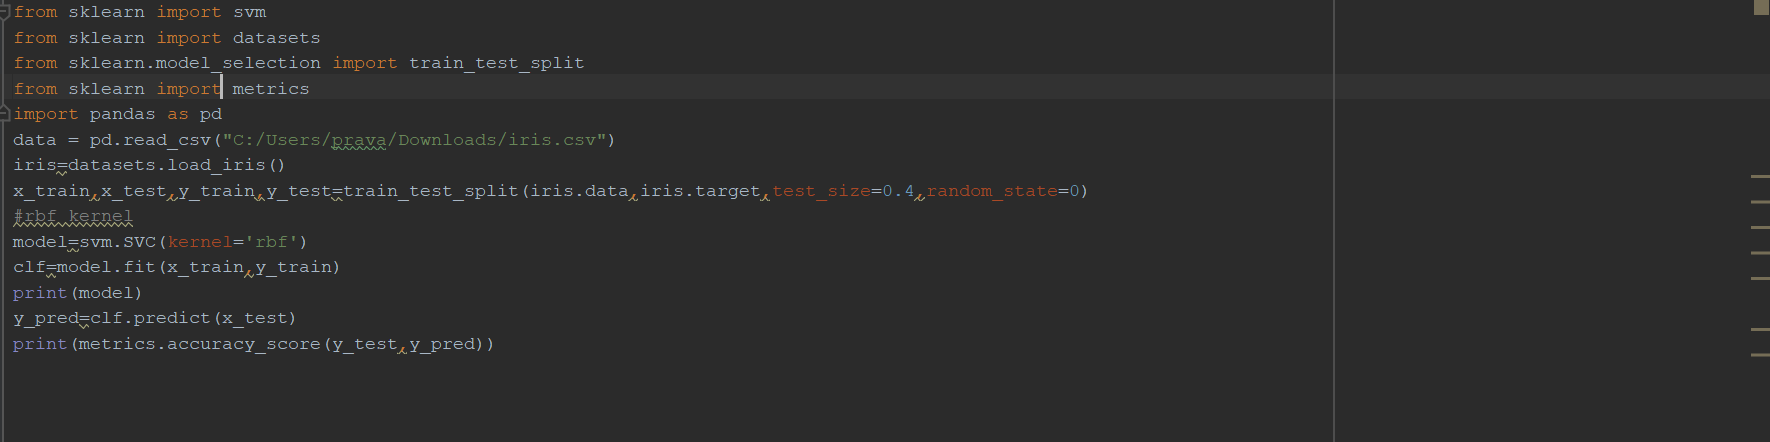 from sklearn import svm
from sklearn import datasets
from sklearn.model_selection import train_test_split
from sklearn import metrics
import pandas as pd
data = pd.read_csv("C:/Users/prava/Downloads/iris.csv")
iris=datasets.load_iris()
x_train,x_test,y_train,y_test=train_test_split(iris.data,iris.target,test_size=0.4,random_state=0)
#rbf kernel
model=svm.SVC(kernel='rbf')
clf=model.fit(x_train,y_train)
print(model)
y_pred=clf.predict(x_test)
print(metrics.accuracy_score(y_test,y_pred))